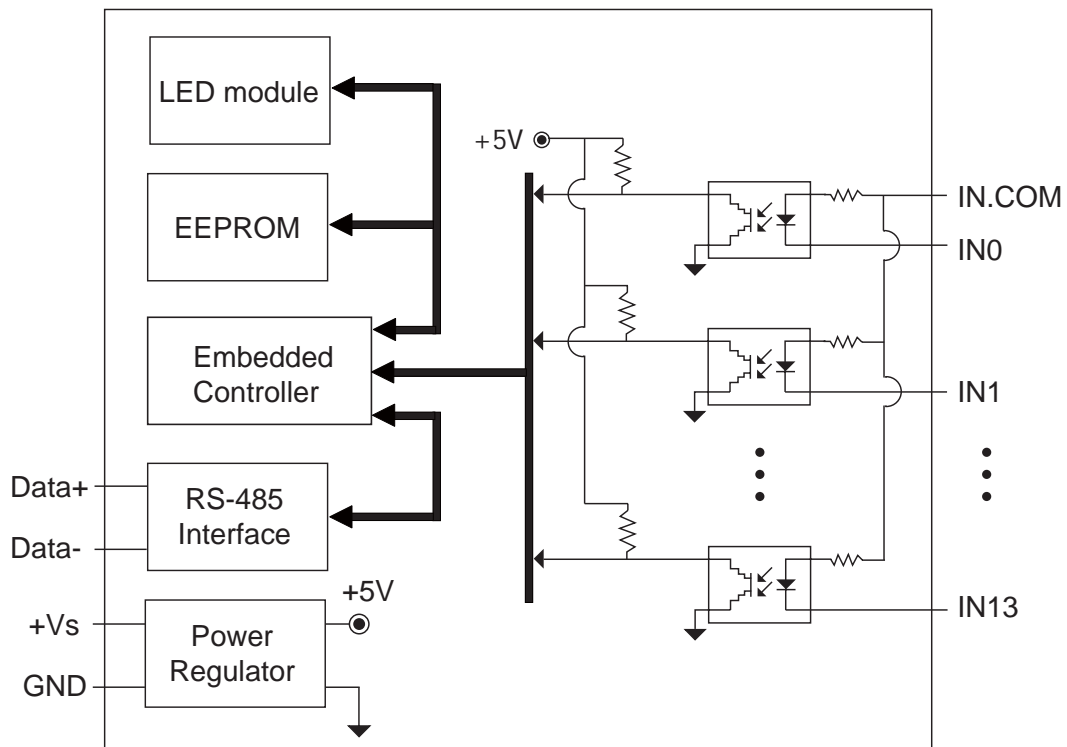 LED module
+5V
EEPROM
IN.COM
IN0
Embedded
Controller
IN1
Data+
RS-485
Interface
Data-
+5V
IN13
+Vs
Power
Regulator
GND